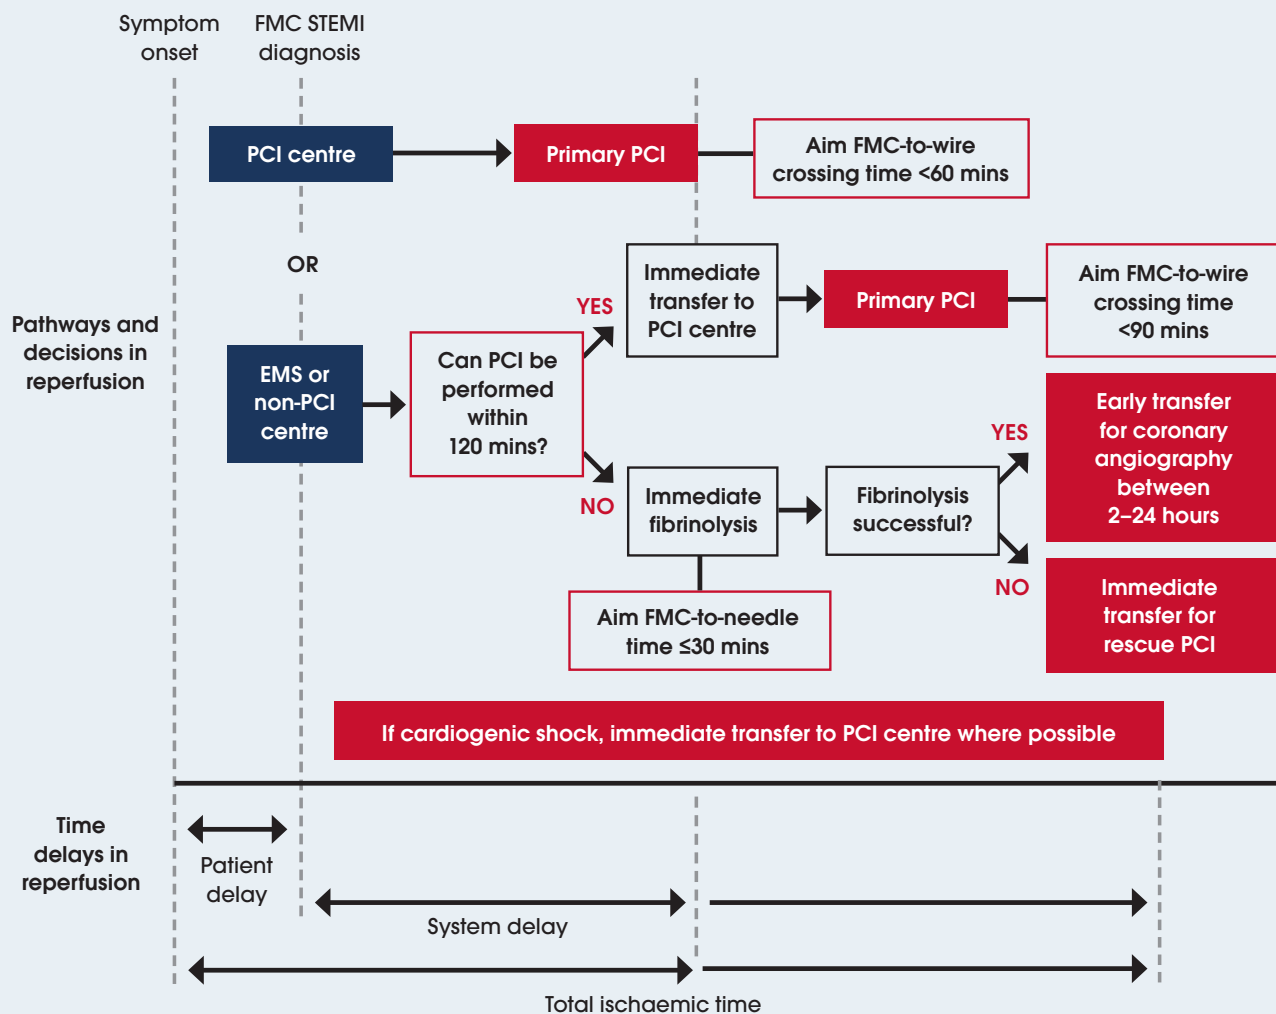 Symptom
onset
FMC STEMI
diagnosis
PCI centre
Primary PCI
Aim FMC-to-wire
crossing time <60 mins
OR
Pathways and
decisions in
reperfusion
EMS or
non-PCI
centre
Can PCI be
performed
within
120 mins?
YES
Immediate
transfer to
PCI centre
Primary PCI
Aim FMC-to-wire
crossing time
<90 mins
NO
Immediate
fibrinolysis
Aim FMC-to-needle
time ≤30 mins
Fibrinolysis
successful?
YES
Early transfer
for coronary
angiography
between
2–24 hours
NO
Immediate
transfer for
rescue PCI
If cardiogenic shock, immediate transfer to PCI centre where possible
Time
delays in
reperfusion
Patient
delay
System delay
Total ischaemic time